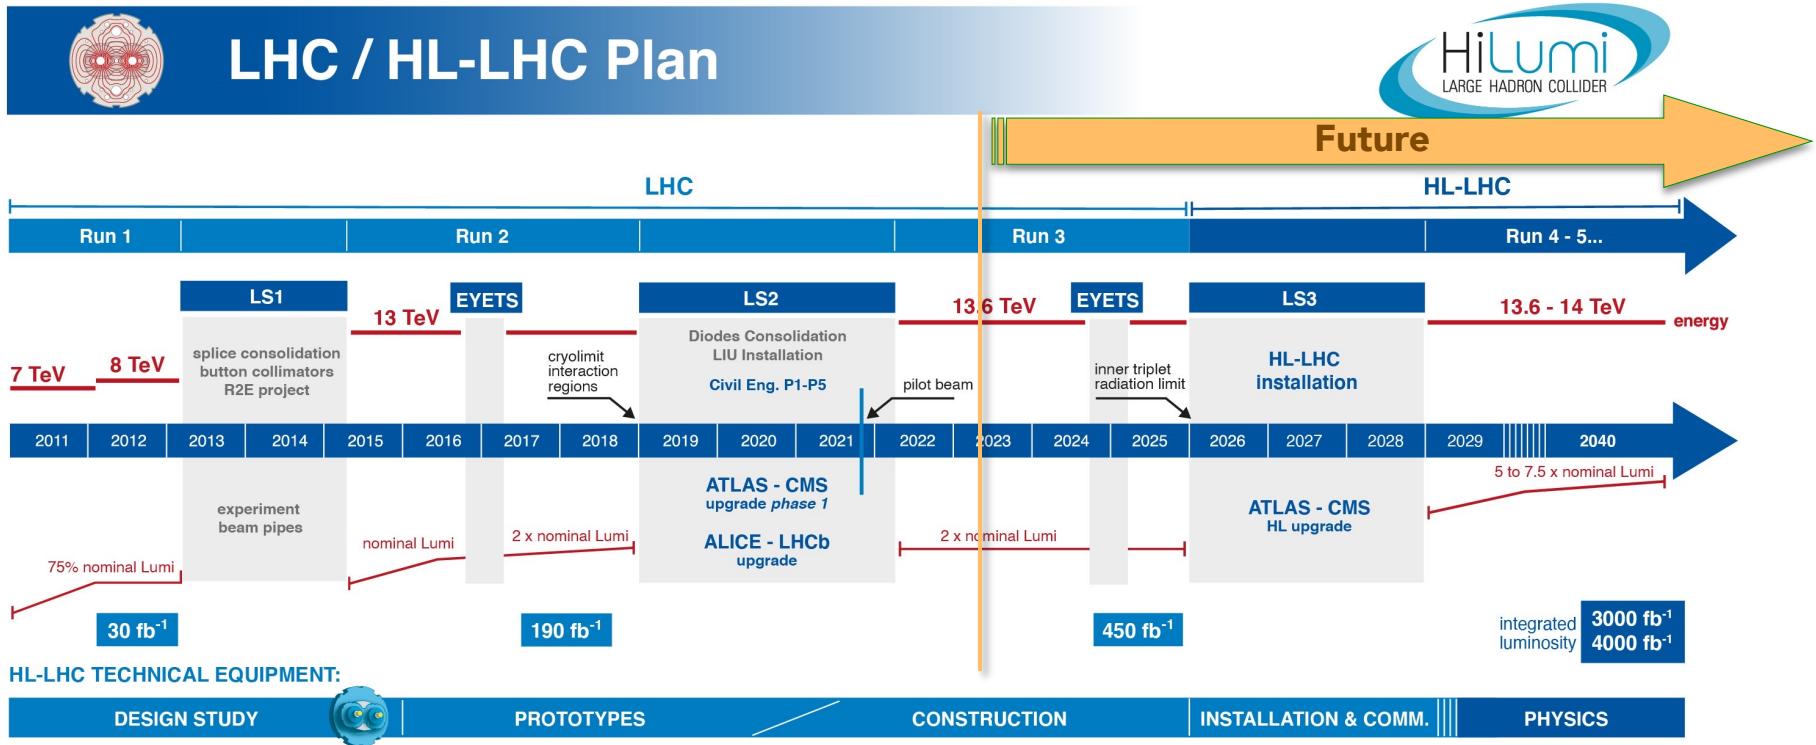 LHC / HL-LHC Plan
HiLumi
LARGE HADRON COLLIDER
Future
LHC
HL-LHC
Run 1
Run 2
Run 3
Run 4 - 5...
LS1
EYETS
LS2
EYETS
LS3
13 TeV
13.6 TeV
13.6 - 14 TeV
energy
7 TeV
8 TeV
splice consolidation
button collimators
R2E project
cryolimit
interaction
regions
Diodes Consolidation
LIU Installation
Civil Eng. P1-P5
pilot beam
inner triplet
radiation limit
HL-LHC
installation
2011
2012
2013
2014
2015
2016
2017
2018
2019
2020
2021
2022
2023
2024
2025
2026
2027
2028
2029
2040
5 to 7.5 x nominal Lumi
experiment
beam pipes
ATLAS - CMS
upgrade phase 1
ALICE - LHCb
upgrade
ATLAS - CMS
HL upgrade
75% nominal Lumi
nominal Lumi
2 x nominal Lumi
2 x nominal Lumi
30 fb⁻¹
190 fb⁻¹
450 fb⁻¹
integrated
luminosity
3000 fb⁻¹
4000 fb⁻¹
HL-LHC TECHNICAL EQUIPMENT:
DESIGN STUDY
PROTOTYPES
CONSTRUCTION
INSTALLATION & COMM.
PHYSICS